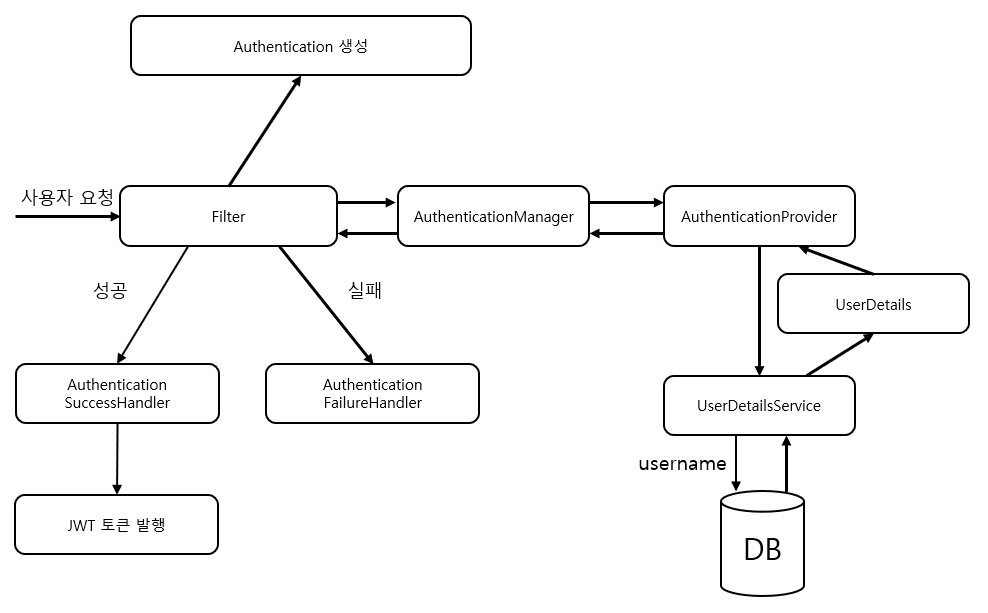 Authentication 생성
사용자 요청
Filter
AuthenticationManager
AuthenticationProvider
성공
실패
UserDetails
Authentication
SuccessHandler
Authentication
FailureHandler
UserDetailsService
username
JWT 토큰 발행
DB